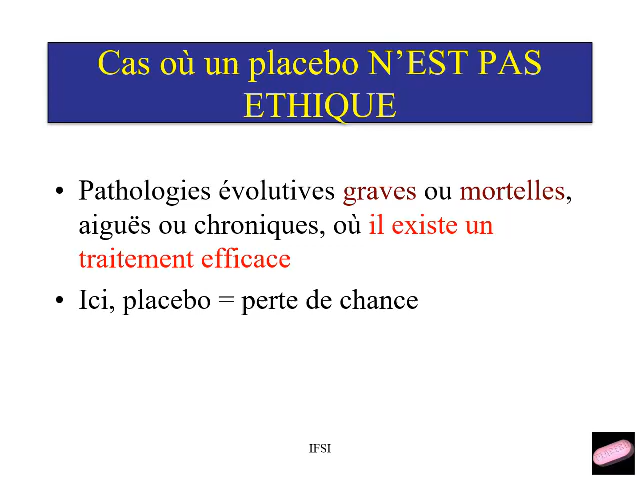 Cas où un placebo N’EST PAS
ETHIQUE
• Pathologies évolutives graves ou mortelles,
aiguës ou chroniques, où il existe un
traitement efficace
• Ici, placebo = perte de chance
IFSI